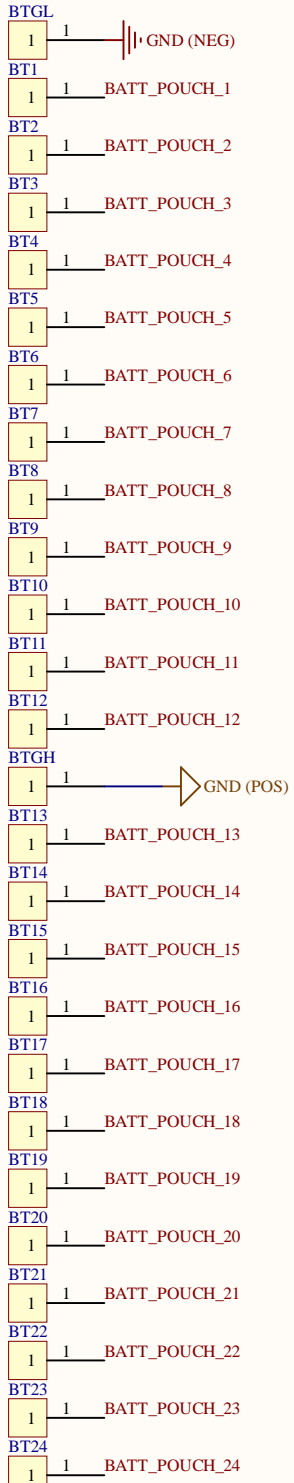 BTGL
1 1 GND (NEG)
BT1
1 1 BATT_POUCH_1
BT2
1 1 BATT_POUCH_2
BT3
1 1 BATT_POUCH_3
BT4
1 1 BATT_POUCH_4
BT5
1 1 BATT_POUCH_5
BT6
1 1 BATT_POUCH_6
BT7
1 1 BATT_POUCH_7
BT8
1 1 BATT_POUCH_8
BT9
1 1 BATT_POUCH_9
BT10
1 1 BATT_POUCH_10
BT11
1 1 BATT_POUCH_11
BT12
1 1 BATT_POUCH_12
BTGH
1 1 GND (POS)
BT13
1 1 BATT_POUCH_13
BT14
1 1 BATT_POUCH_14
BT15
1 1 BATT_POUCH_15
BT16
1 1 BATT_POUCH_16
BT17
1 1 BATT_POUCH_17
BT18
1 1 BATT_POUCH_18
BT19
1 1 BATT_POUCH_19
BT20
1 1 BATT_POUCH_20
BT21
1 1 BATT_POUCH_21
BT22
1 1 BATT_POUCH_22
BT23
1 1 BATT_POUCH_23
BT24
1 1 BATT_POUCH_24